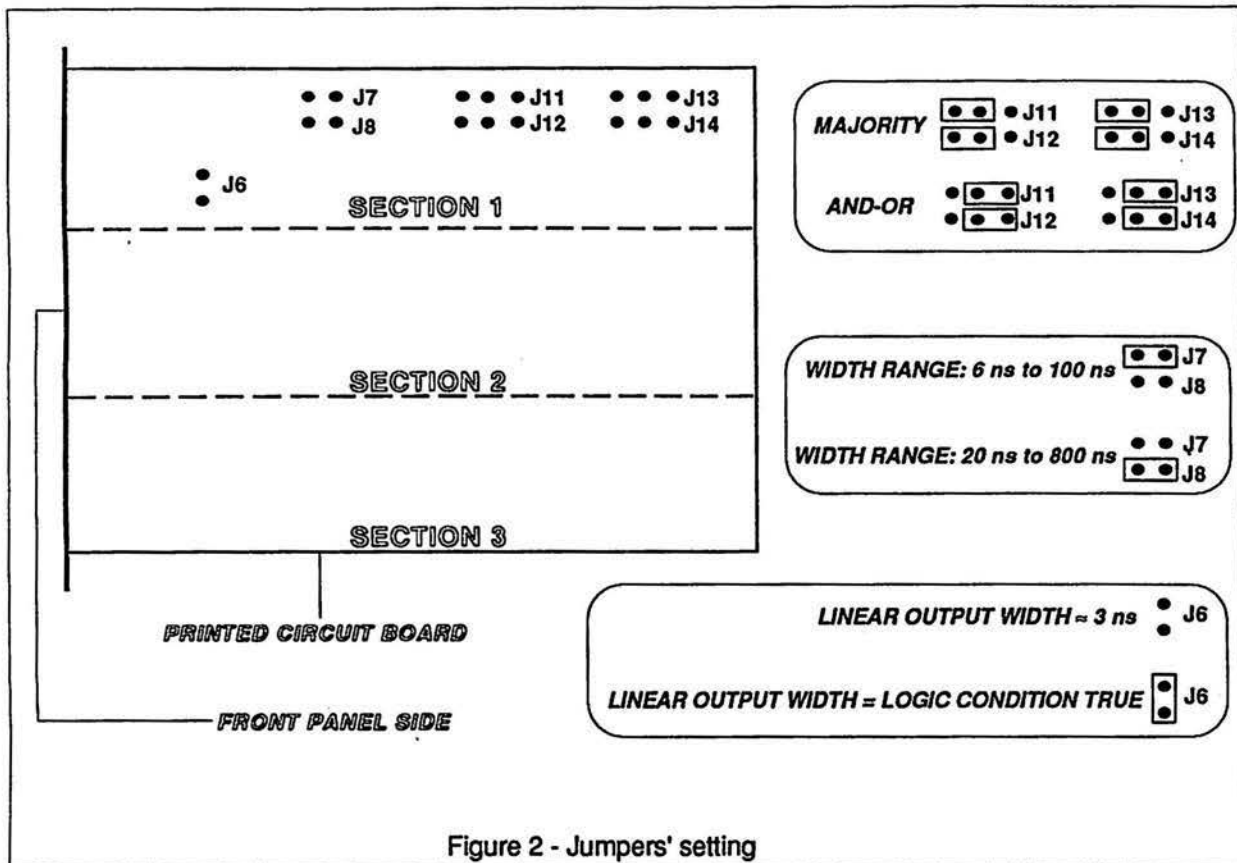 J7
J8
J11
J12
J13
J14
J6
SECTION 1
SECTION 2
SECTION 3
PRINTED CIRCUIT BOARD
FRONT PANEL SIDE
MAJORITY
J11
J12
J13
J14
AND-OR
J11
J12
J13
J14
WIDTH RANGE: 6 ns to 100 ns
J7
J8
WIDTH RANGE: 20 ns to 800 ns
J7
J8
LINEAR OUTPUT WIDTH ≈ 3 ns
J6
LINEAR OUTPUT WIDTH = LOGIC CONDITION TRUE
J6
Figure 2 - Jumpers' setting